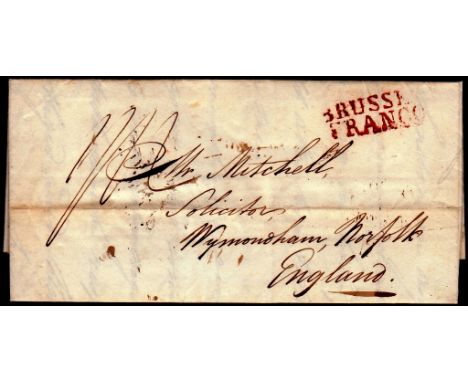 BRUSSE
FRANCO
Mr Mitchell,
Solicitor,
Wymondham, Norfolk
England.